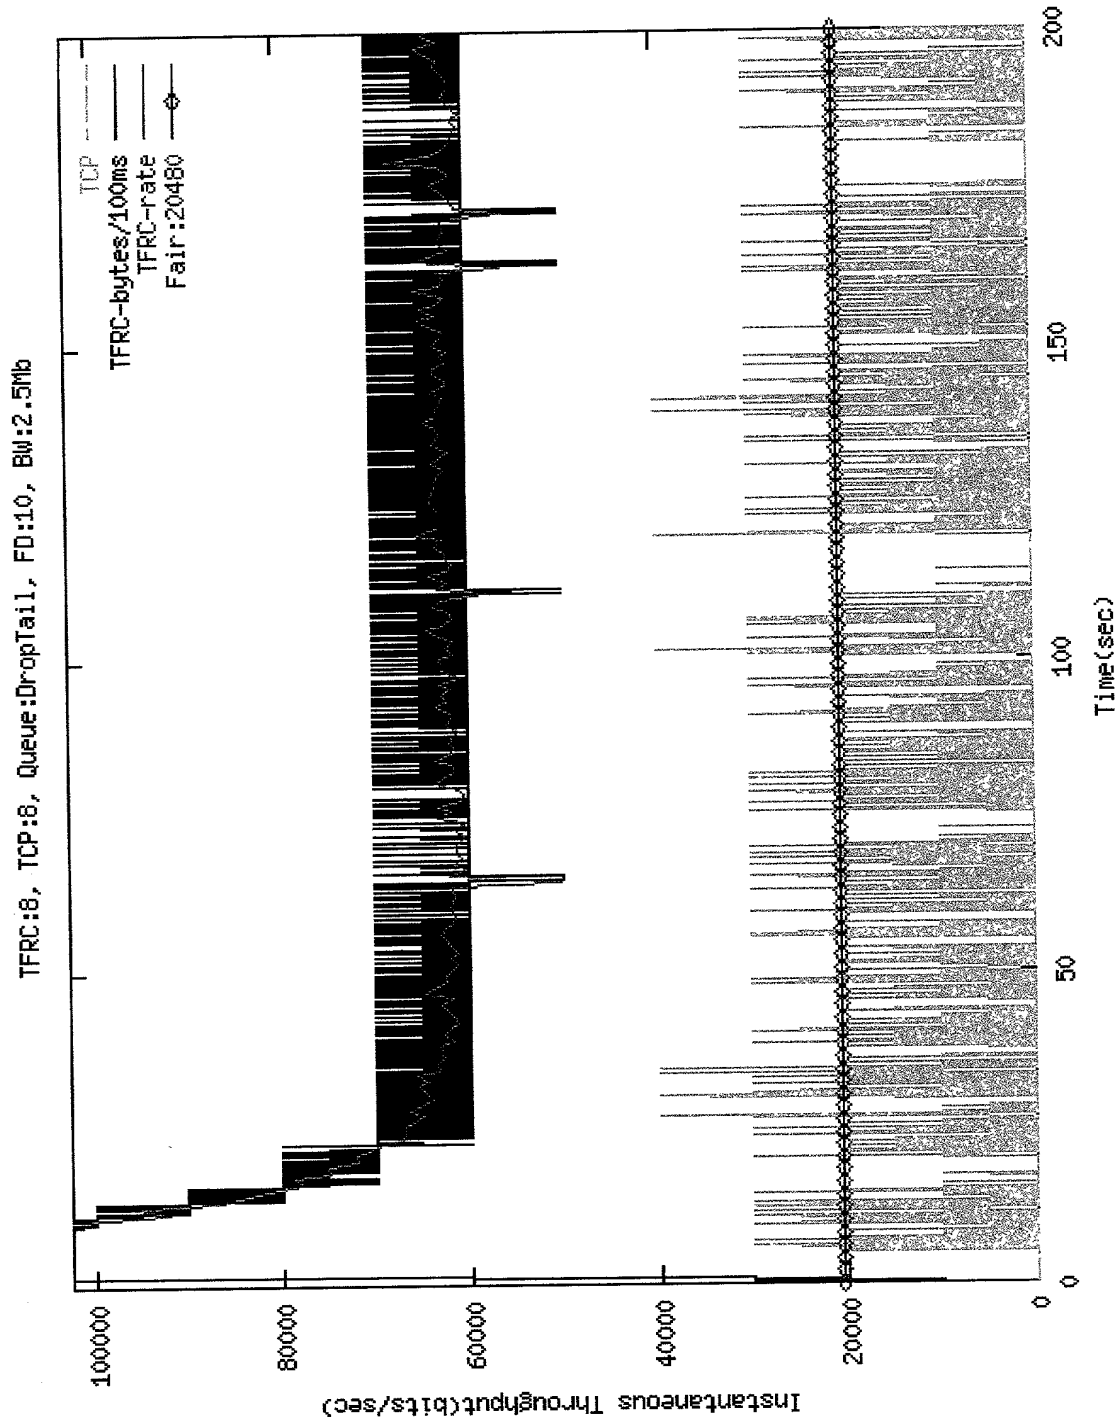 TFRC:8, TCP:8, Queue:DropTail, FD:10, BW:2.5Mb
TCP
TFRC-bytes/100ms
TFRC-rate
Fair:20480
Instantaneous Throughput(bits/sec)
100000
80000
60000
40000
20000
0
0
50
100
150
200
Time(sec)